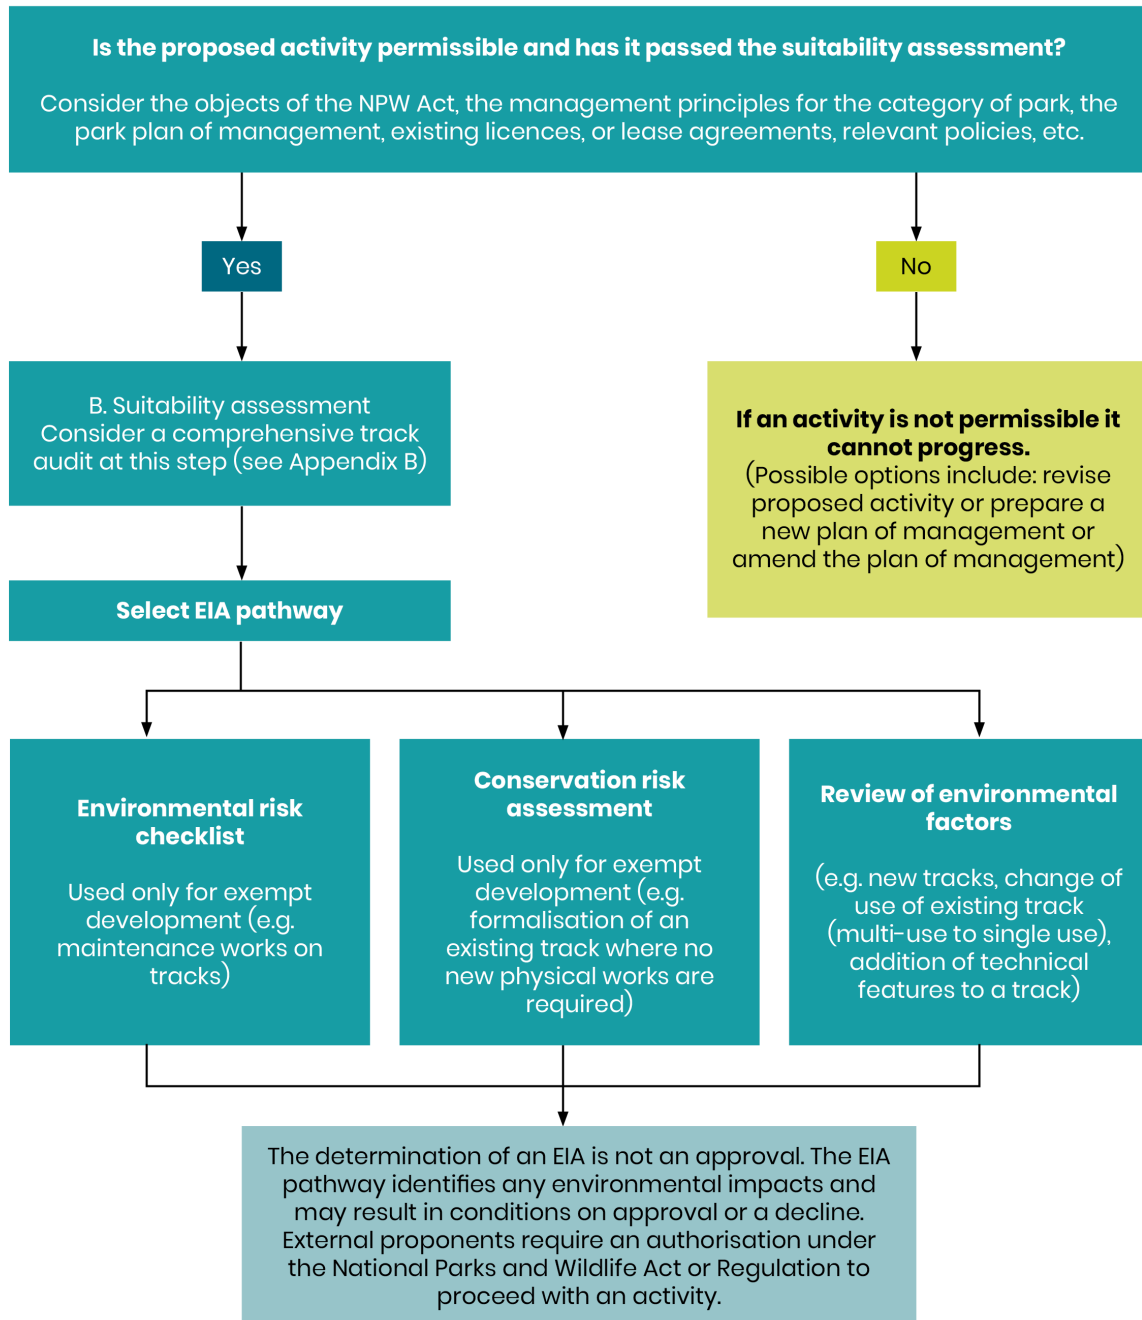 Is the proposed activity permissible and has it passed the suitability assessment?
Consider the objects of the NPW Act, the management principles for the category of park, the
park plan of management, existing licences, or lease agreements, relevant policies, etc.
Yes
No
B. Suitability assessment
Consider a comprehensive track
audit at this step (see Appendix B)
If an activity is not permissible it
cannot progress.
(Possible options include: revise
proposed activity or prepare a
new plan of management or
amend the plan of management)
Select EIA pathway
Environmental risk
checklist
Used only for exempt
development (e.g.
maintenance works on
tracks)
Conservation risk
assessment
Used only for exempt
development (e.g.
formalisation of an
existing track where no
new physical works are
required)
Review of environmental
factors
(e.g. new tracks, change of
use of existing track
(multi-use to single use),
addition of technical
features to a track)
The determination of an EIA is not an approval. The EIA
pathway identifies any environmental impacts and
may result in conditions on approval or a decline.
External proponents require an authorisation under
the National Parks and Wildlife Act or Regulation to
proceed with an activity.